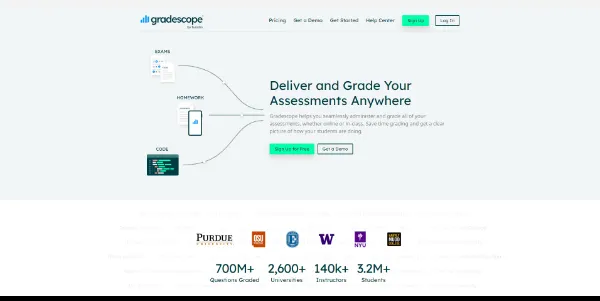 gradescope
Pricing
Get a Demo
Get Started
Help Center
Sign Up
Log In
EXAMS
HOMEWORK
CODE
Deliver and Grade Your
Assessments Anywhere
Gradescope helps you seamlessly administer and grade all of your
assessments, whether online or in-class. Save time grading and get a clear
picture of how your students are doing.
Sign Up for Free
Get a Demo
PURDUE
UNIVERSITY
W
NYU
700M+
Questions Graded
2,600+
Universities
140k+
Instructors
3.2M+
Students